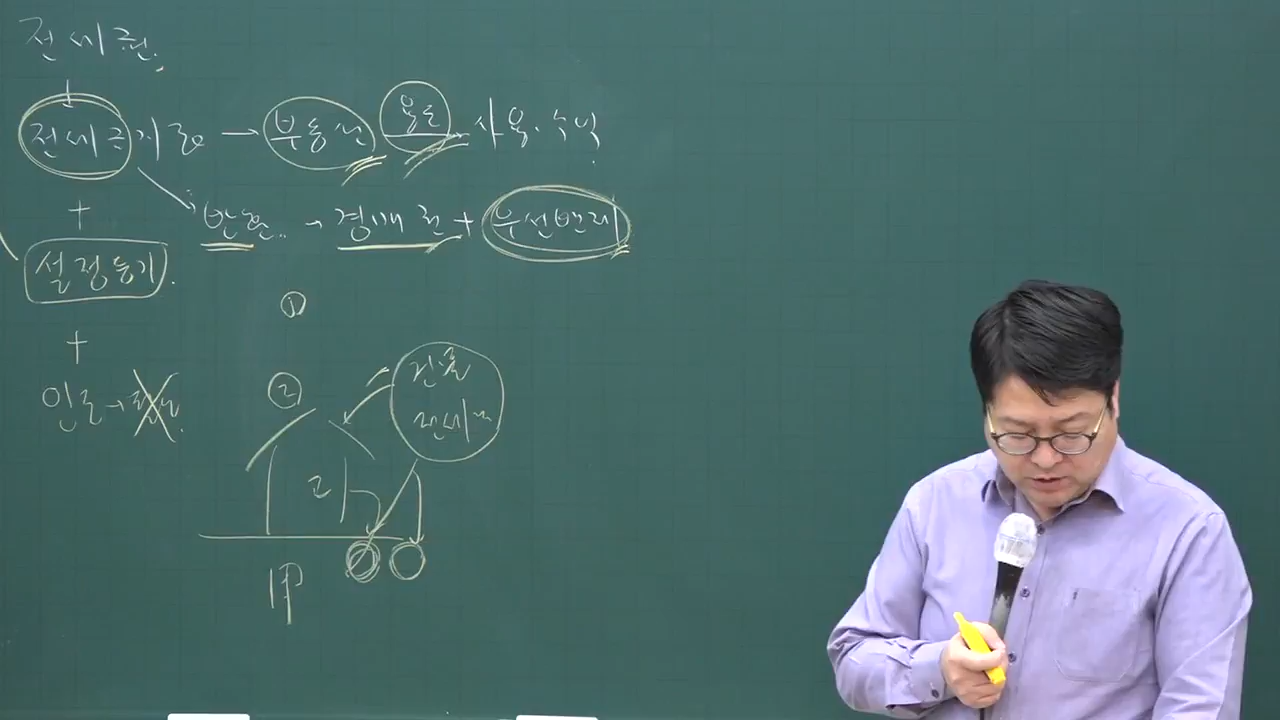 전세권.
전세금지급 → 부동산 용도 사용·수익
+ 반환.. → 경매권 + 우선변제
설정등기.
+ ①
인도 → ②
건물
전세권
乙
甲